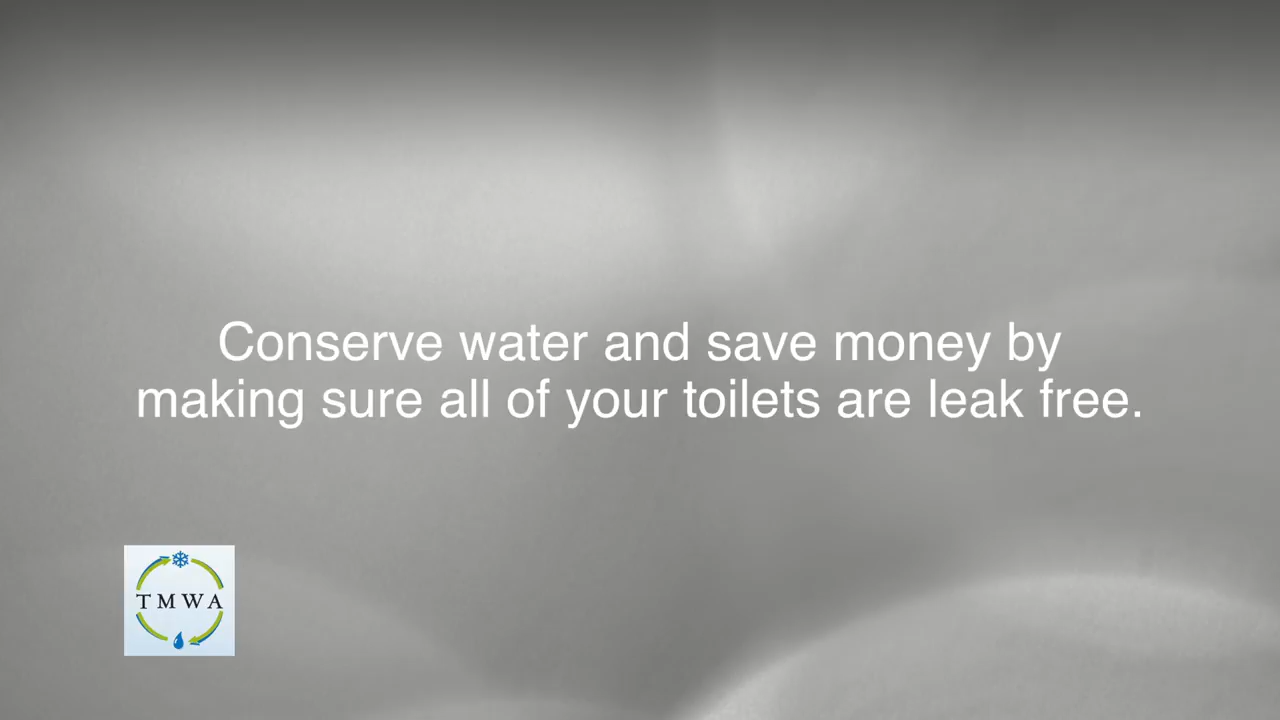 Conserve water and save money by
making sure all of your toilets are leak free.
TMWA